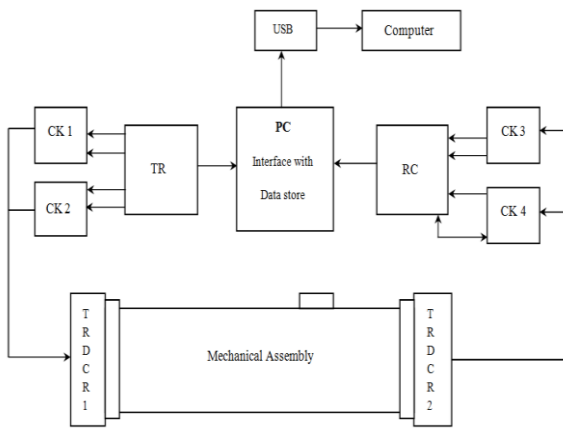 USB
Computer
CK 1
CK 2
TR
PC
Interface with
Data store
RC
CK 3
CK 4
T
R
D
C
R
1
Mechanical Assembly
T
R
D
C
R
2